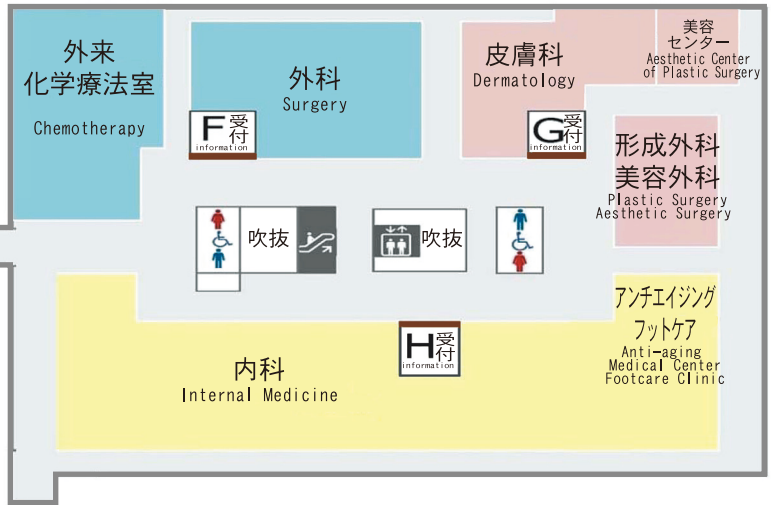 外来
化学療法室
Chemotherapy
外科
Surgery
F受付
information
皮膚科
Dermatology
G受付
information
美容
センター
Aesthetic Center
of Plastic Surgery
形成外科
美容外科
Plastic Surgery
Aesthetic Surgery
吹抜
吹抜
内科
Internal Medicine
H受付
information
アンチエイジング
フットケア
Anti-aging
Medical Center
Footcare Clinic